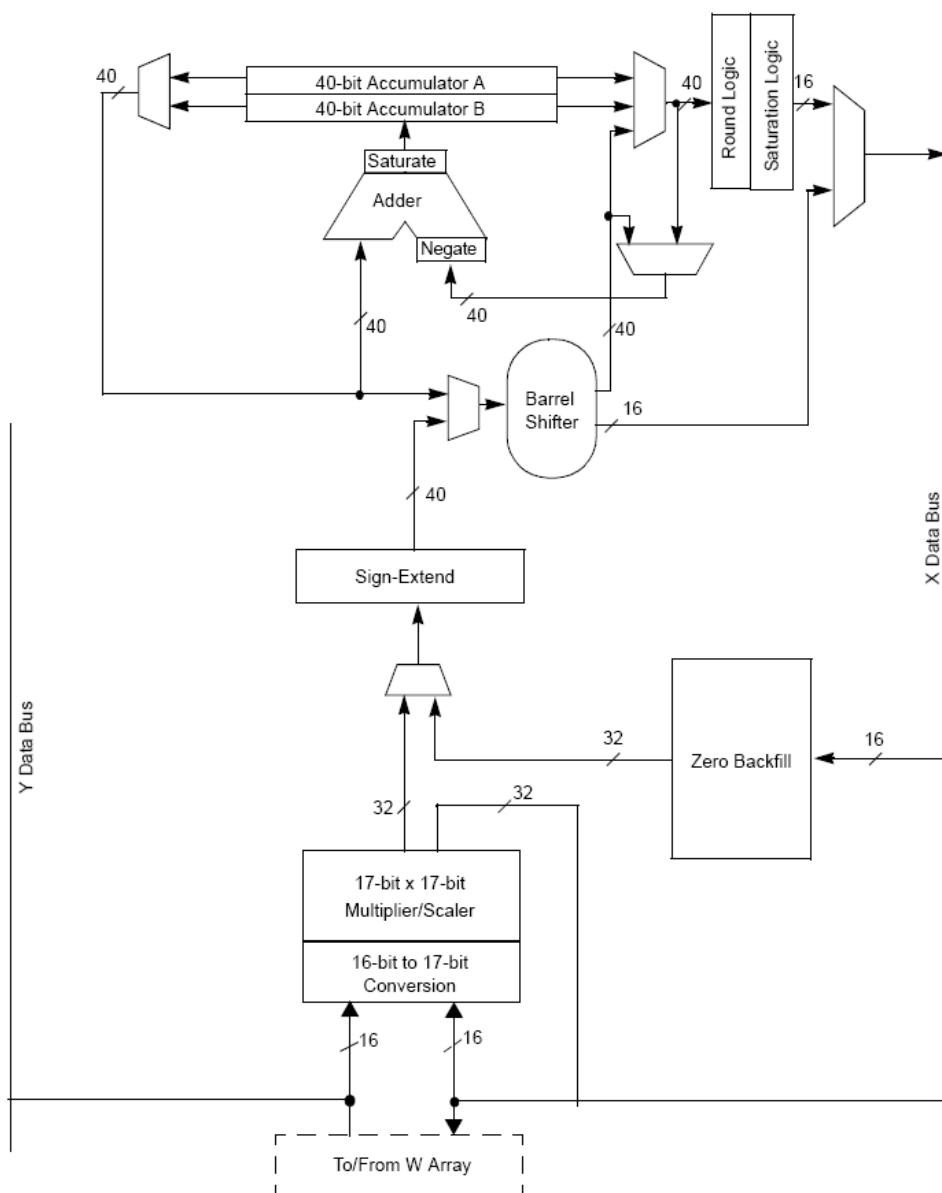 40
40-bit Accumulator A
40-bit Accumulator B
40
Round Logic
Saturation Logic
16
Saturate
Adder
Negate
40
40
40
Barrel
Shifter
16
40
Sign-Extend
X Data Bus
Y Data Bus
32
Zero Backfill
16
32
32
17-bit x 17-bit
Multiplier/Scaler
16-bit to 17-bit
Conversion
16
16
To/From W Array